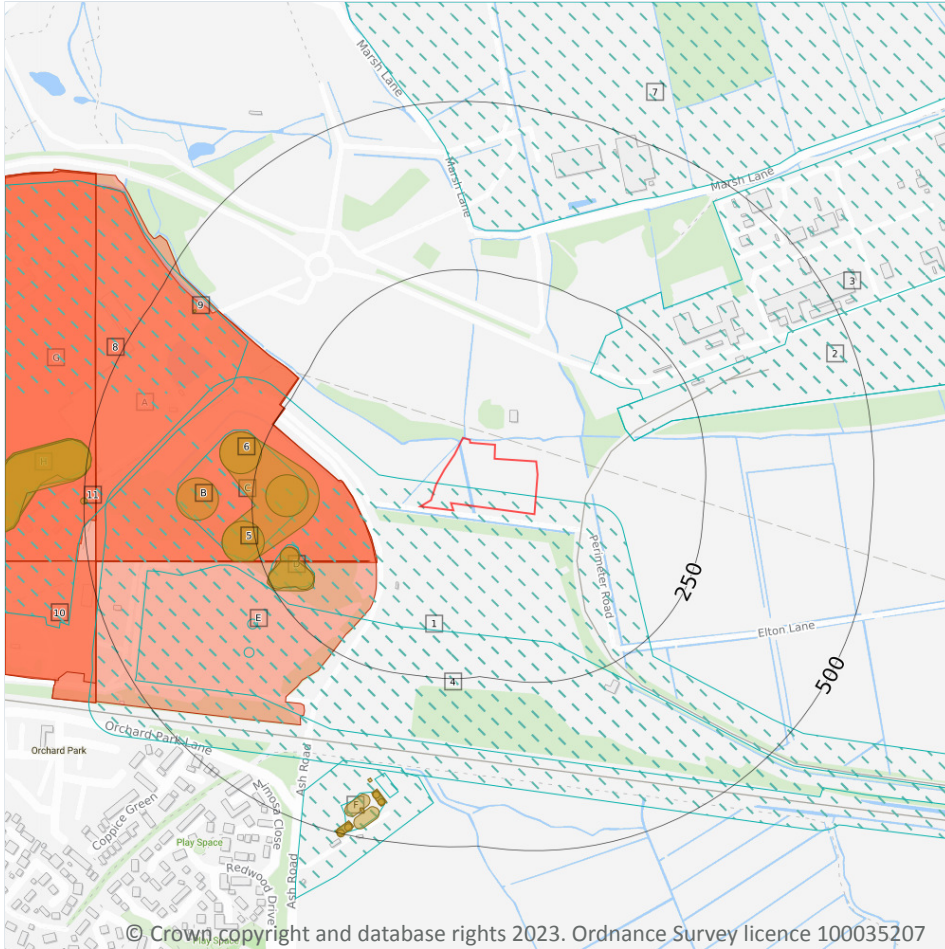 Marsh Lane
7
Marsh Lane
Marsh Lane
3
9
8
2
G
A
6
B
C
11
5
D
Perimeter Road
250
10
E
1
Elton Lane
4
500
Orchard Park Lane
Orchard Park
Ash Road
Mimosa Close
F
Coppice Green
Play Space
Redwood Drive
Ash Road
Play Space
© Crown copyright and database rights 2023. Ordnance Survey licence 100035207